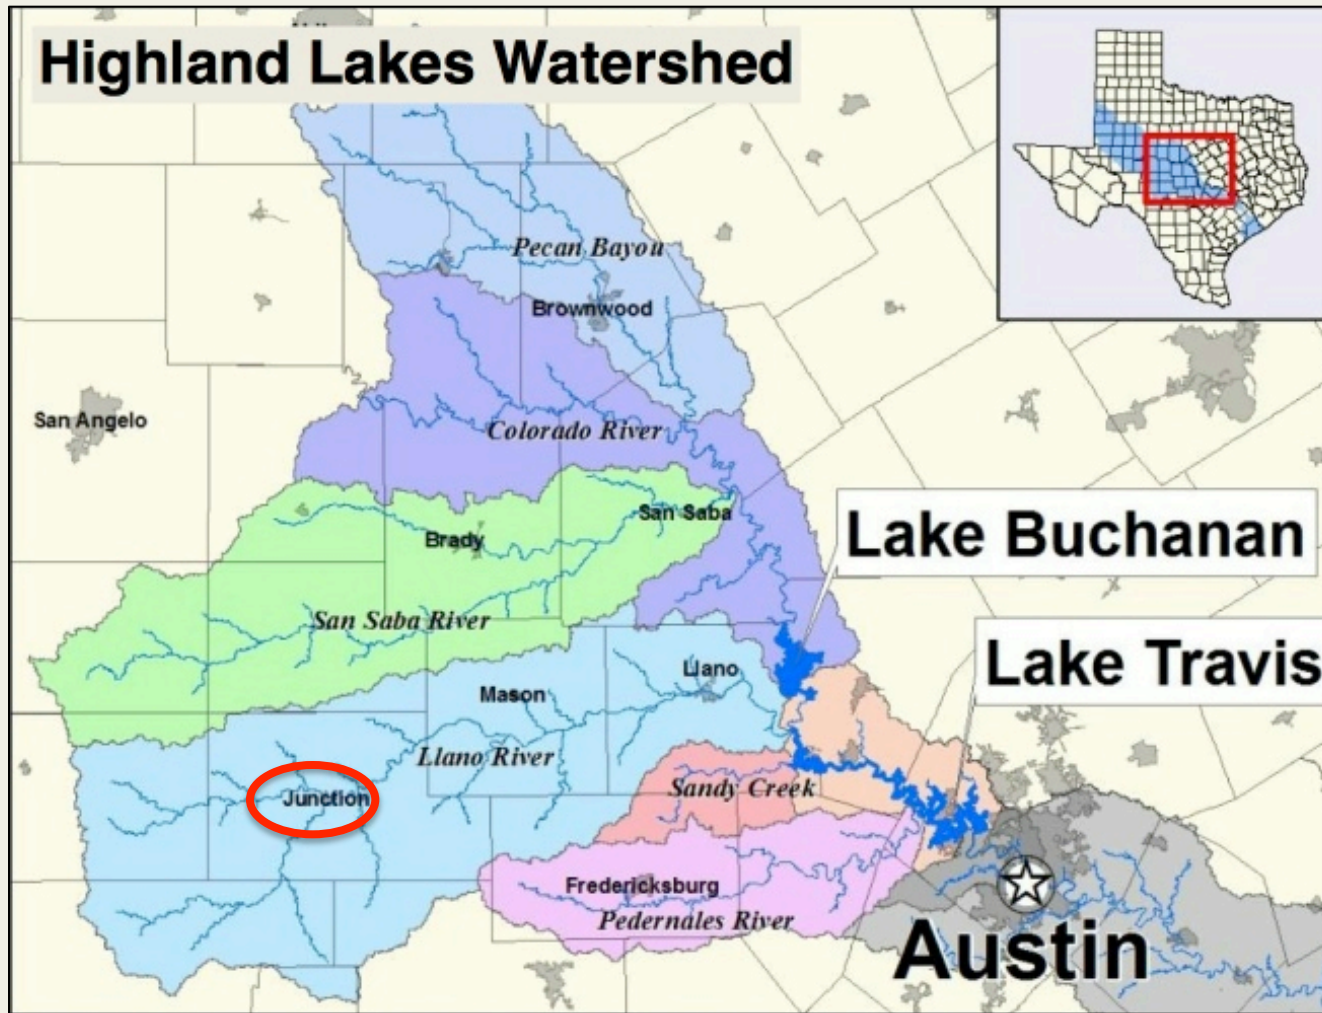 Highland Lakes Watershed
Pecan Bayou
Brownwood
San Angelo
Colorado River
San Saba
Brady
Lake Buchanan
San Saba River
Lake Travis
Llano
Mason
Llano River
Sandy Creek
Junction
Fredericksburg
Pedernales River
Austin